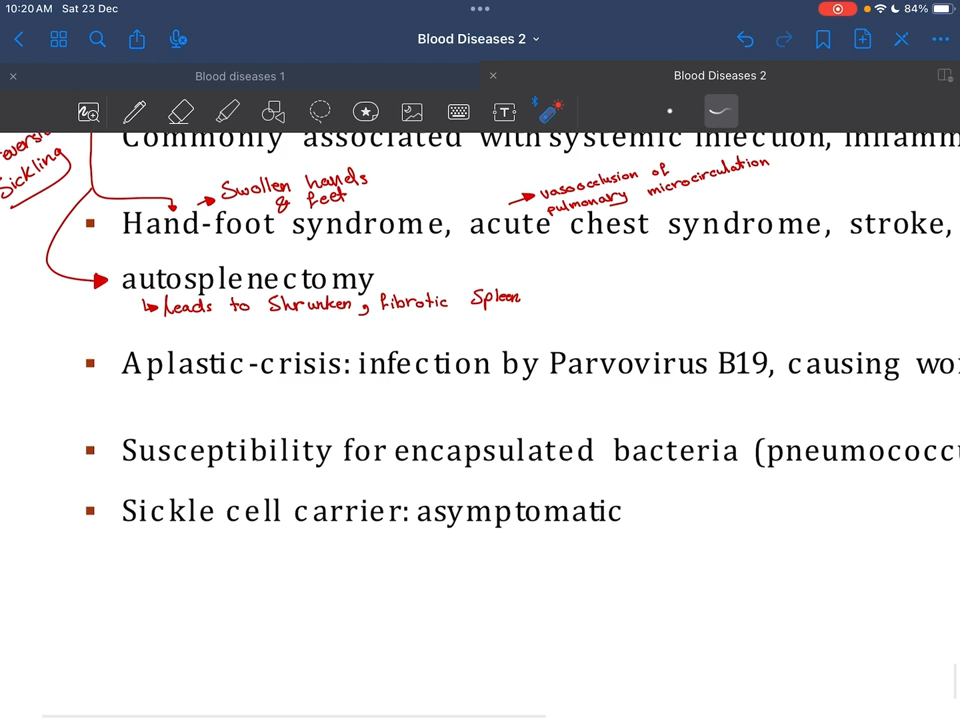 10:20 AM Sat 23 Dec
84%
Blood Diseases 2
Blood diseases 1
Blood Diseases 2
Commonly associated with systemic infection,
Sickling
Swollen hands
& feet
vasoocclusion of
pulmonary microcirculation
Hand-foot syndrome, acute chest syndrome, stroke,
autosplenectomy
Leads to Shrunken, fibrotic Spleen
Aplastic-crisis: infection by Parvovirus B19, causing
Susceptibility for encapsulated bacteria
Sickle cell carrier: asymptomatic